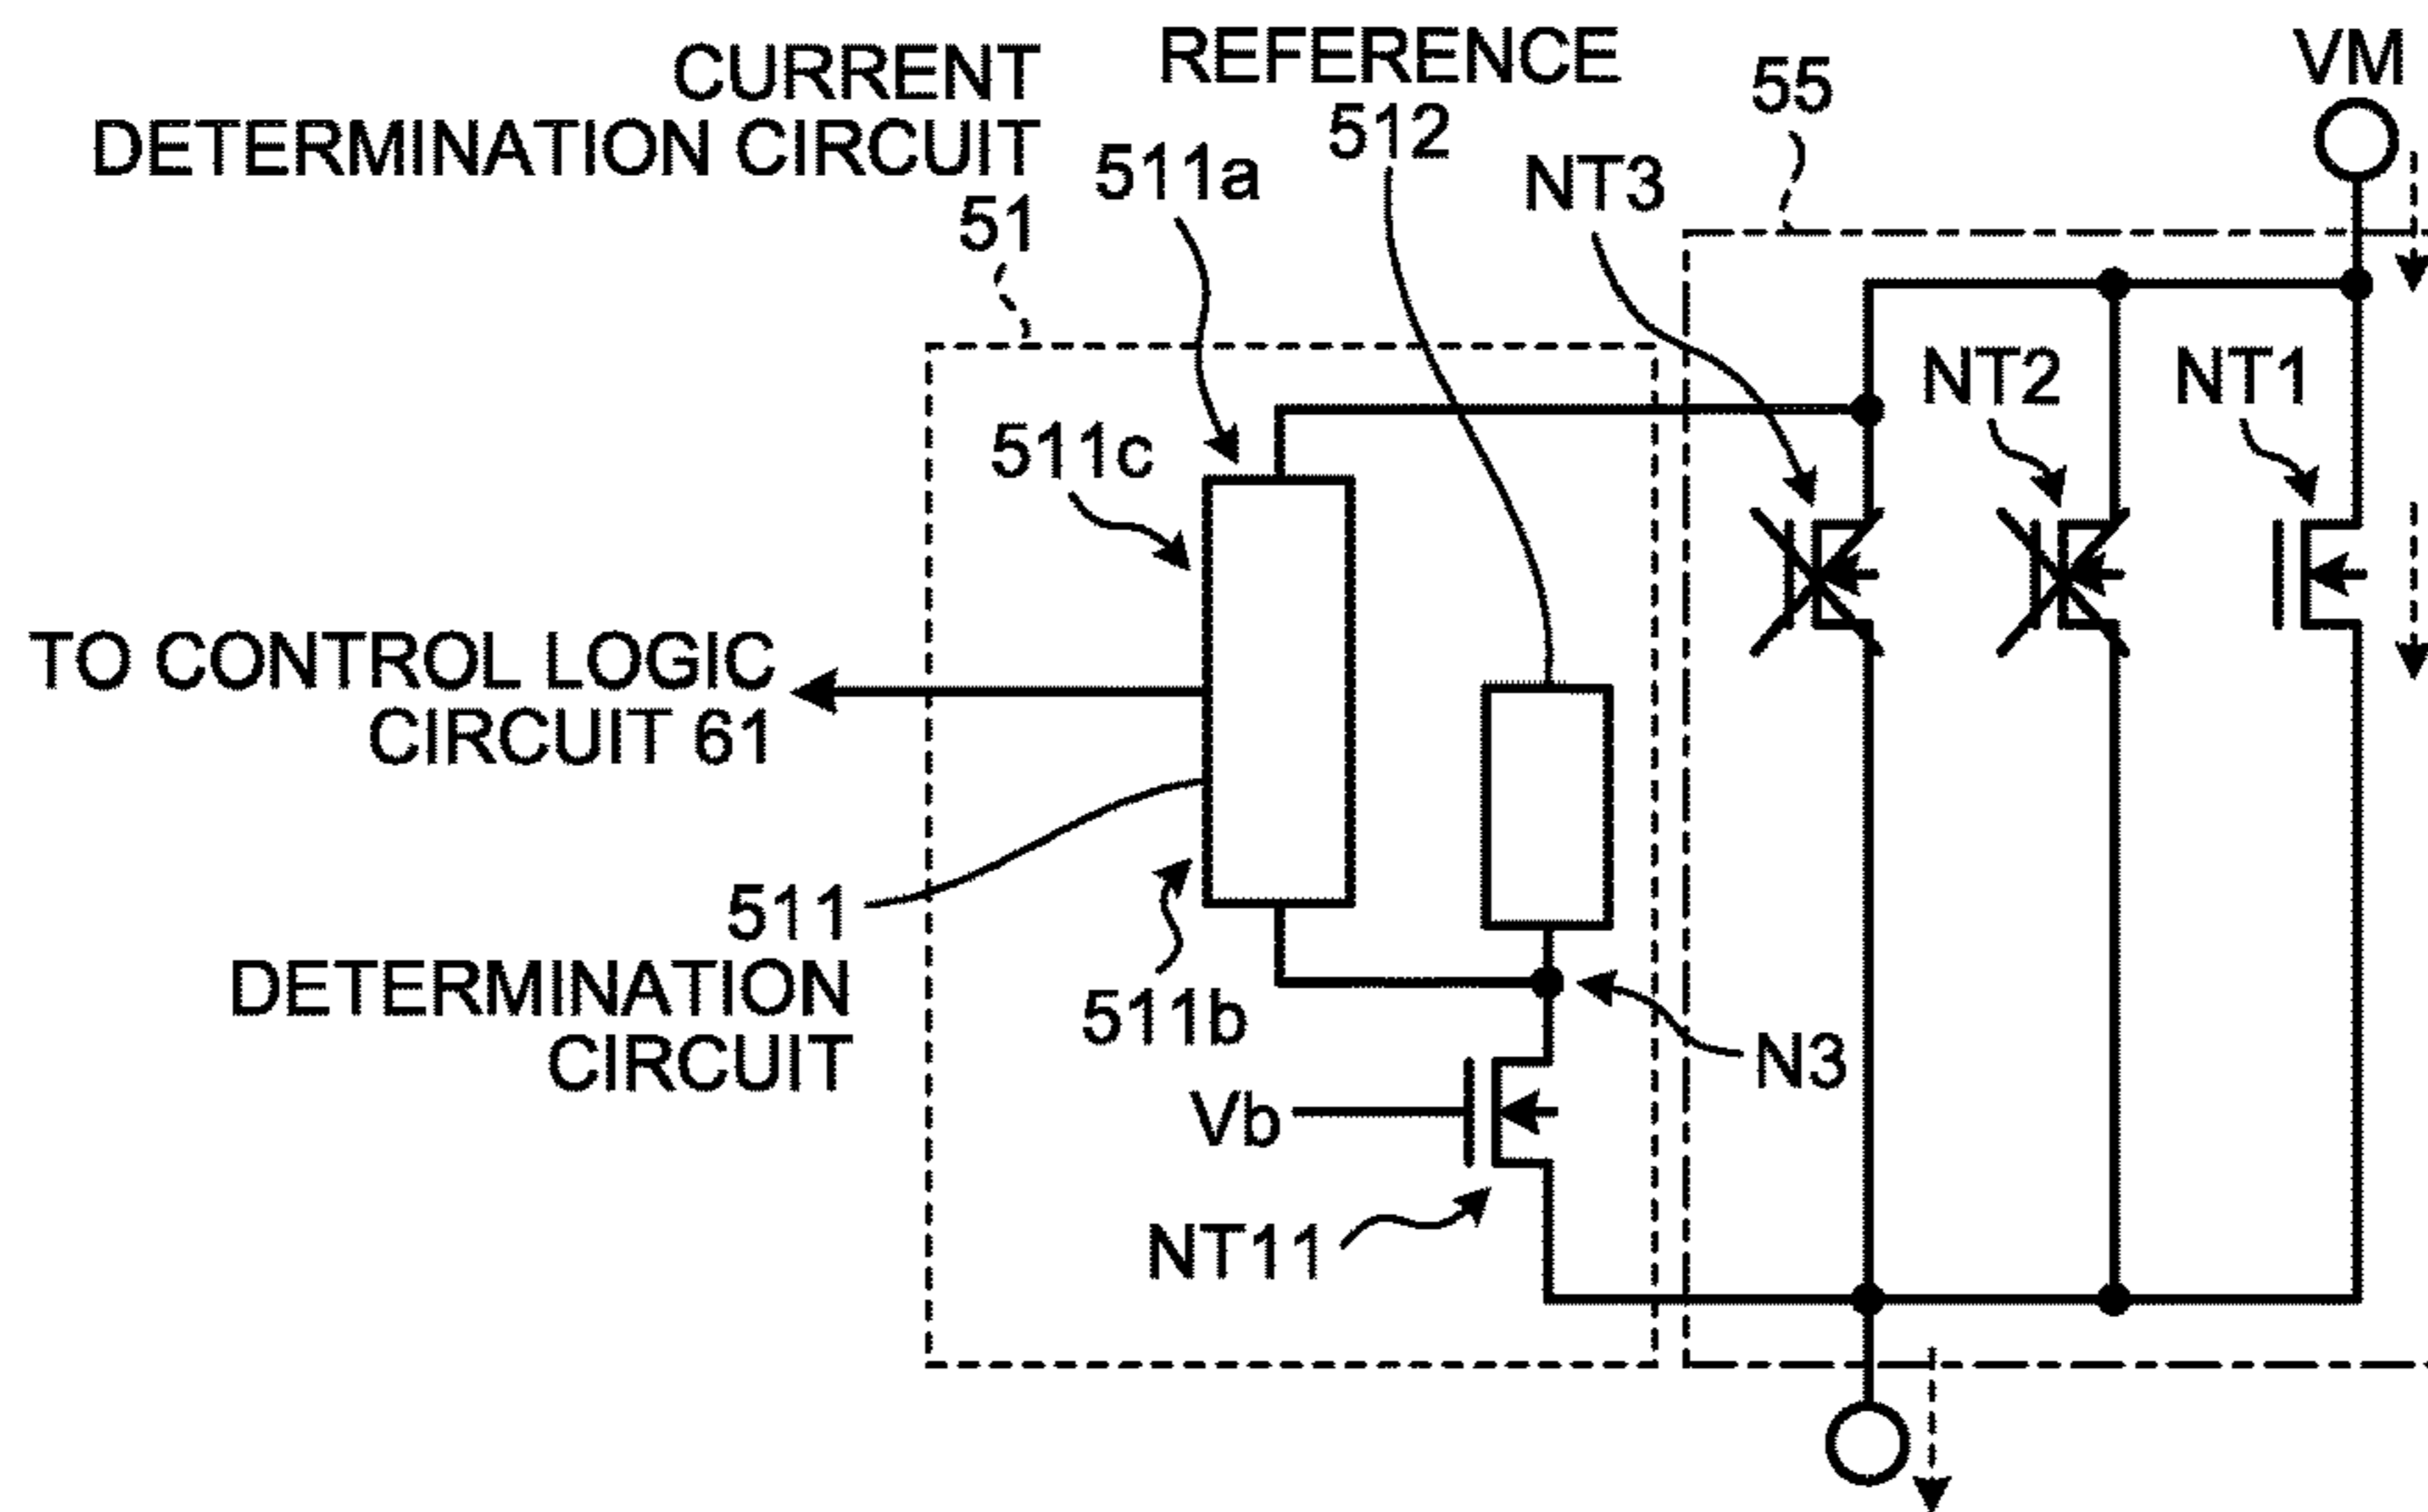 CURRENT
DETERMINATION CIRCUIT
51
511a
REFERENCE
512
NT3
55
VM
NT2
NT1
511c
TO CONTROL LOGIC
CIRCUIT 61
511
DETERMINATION
CIRCUIT
511b
N3
Vb
NT11